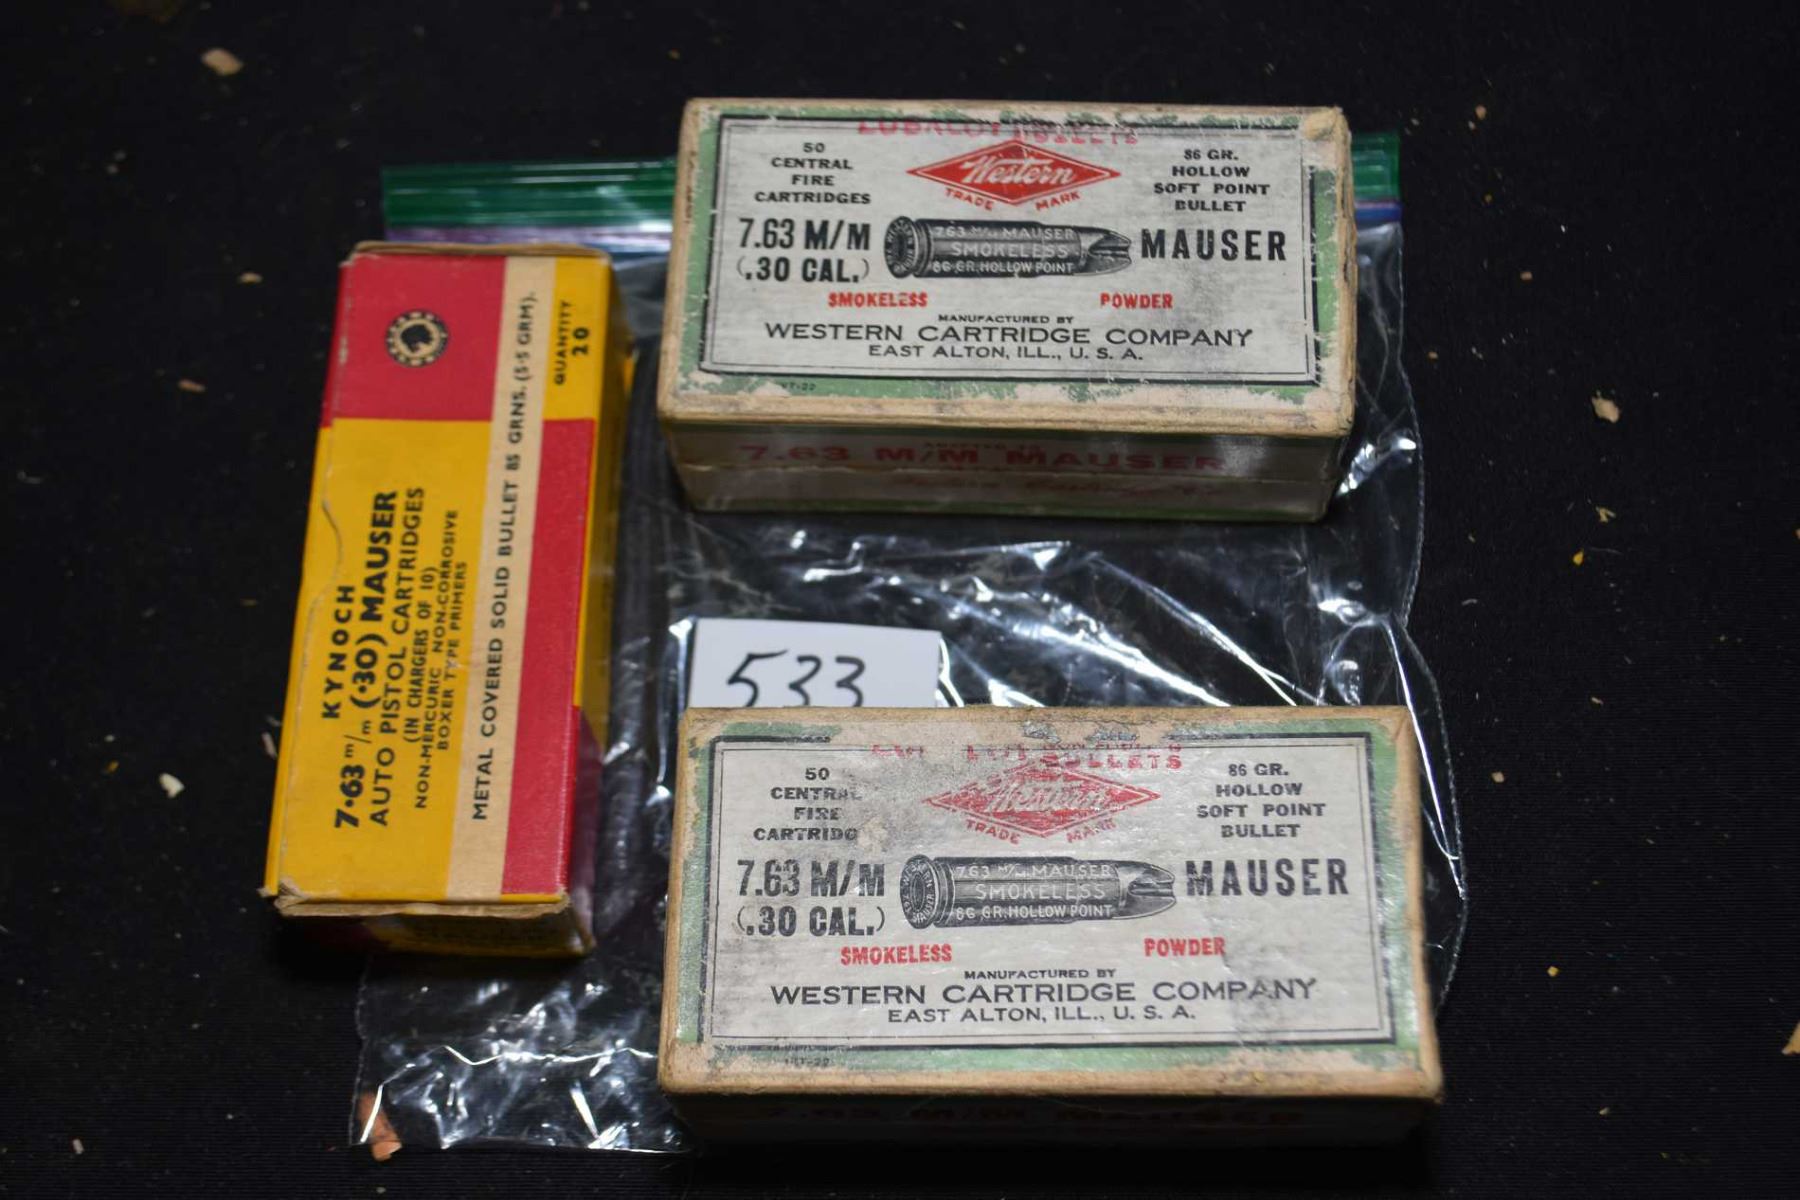 KYNOCH
7·63 m/m (·30) MAUSER
AUTO PISTOL CARTRIDGES
(IN CHARGERS OF 10)
NON-MERCURIC NON-CORROSIVE
BOXER TYPE PRIMERS
METAL COVERED SOLID BULLET 85 GRNS. (5·5 GRM).
QUANTITY
20
50
CENTRAL
FIRE
CARTRIDGES
Western
TRADE MARK
86 GR.
HOLLOW
SOFT POINT
BULLET
7.63 M/M
(.30 CAL.)
7.63 M/M MAUSER
SMOKELESS
86 GR. HOLLOW POINT
MAUSER
SMOKELESS POWDER
MANUFACTURED BY
WESTERN CARTRIDGE COMPANY
EAST ALTON, ILL., U. S. A.
7.63 M/M MAUSER
533
BULLETS
50
CENTRAL
FIRE
Western
TRADE MARK
86 GR.
HOLLOW
SOFT POINT
BULLET
7.63 M/M
(.30 CAL.)
7.63 M/M MAUSER
SMOKELESS
86 GR. HOLLOW POINT
MAUSER
SMOKELESS POWDER
MANUFACTURED BY
WESTERN CARTRIDGE COMPANY
EAST ALTON, ILL., U. S. A.
7.63 M/M MAUSER